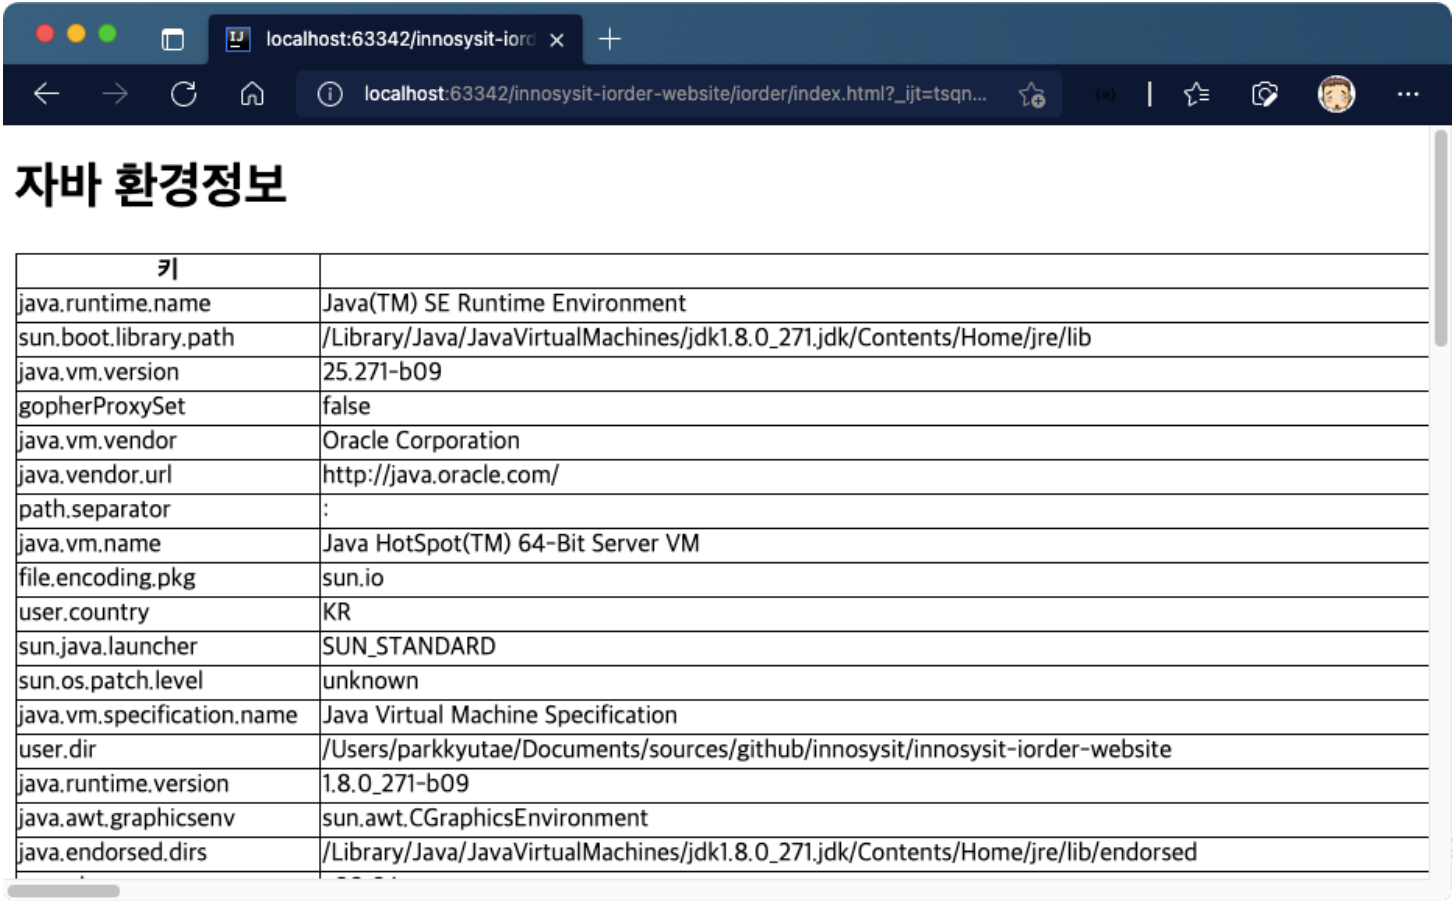 localhost:63342/innosysit-iord
localhost:63342/innosysit-iorder-website/iorder/index.html?_ijt=tsqn...
자바 환경정보
키
java.runtime.name Java(TM) SE Runtime Environment
sun.boot.library.path /Library/Java/JavaVirtualMachines/jdk1.8.0_271.jdk/Contents/Home/jre/lib
java.vm.version 25.271-b09
gopherProxySet false
java.vm.vendor Oracle Corporation
java.vendor.url http://java.oracle.com/
path.separator :
java.vm.name Java HotSpot(TM) 64-Bit Server VM
file.encoding.pkg sun.io
user.country KR
sun.java.launcher SUN_STANDARD
sun.os.patch.level unknown
java.vm.specification.name Java Virtual Machine Specification
user.dir /Users/parkkyutae/Documents/sources/github/innosysit/innosysit-iorder-website
java.runtime.version 1.8.0_271-b09
java.awt.graphicsenv sun.awt.CGraphicsEnvironment
java.endorsed.dirs /Library/Java/JavaVirtualMachines/jdk1.8.0_271.jdk/Contents/Home/jre/lib/endorsed